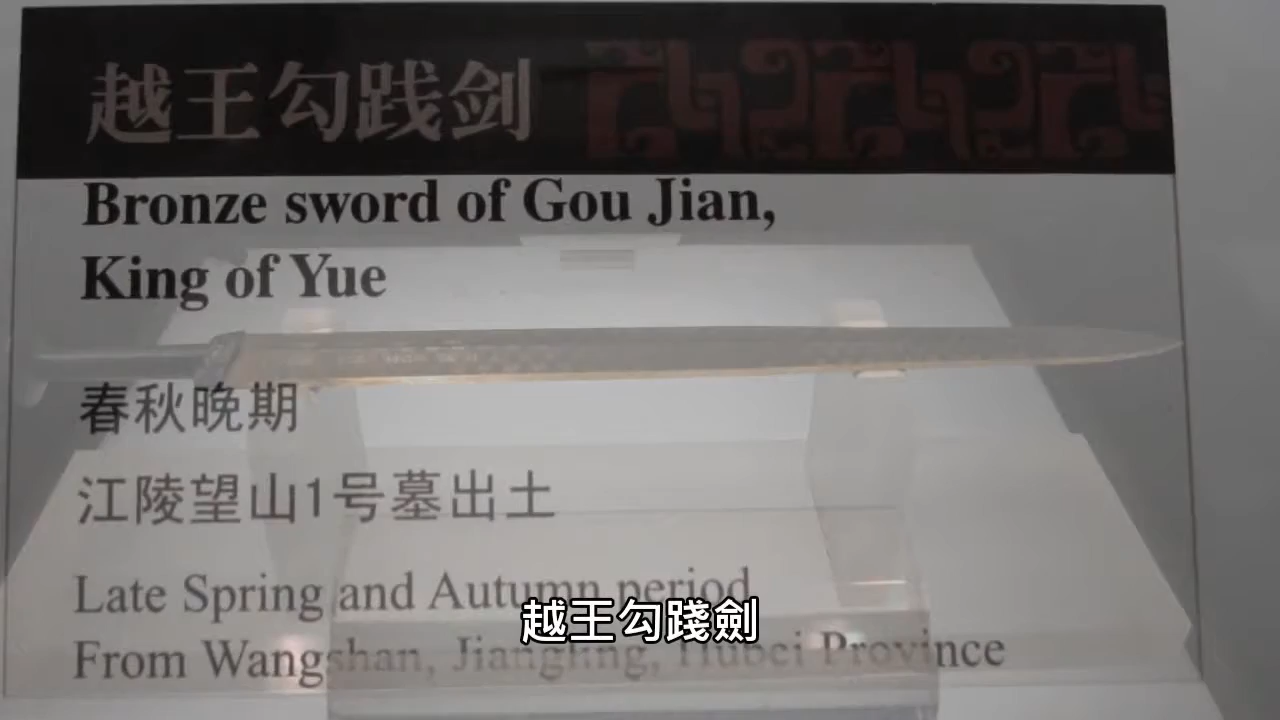 越王勾践剑
Bronze sword of Gou Jian,
King of Yue
春秋晚期
江陵望山1号墓出土
Late Spring and Autumn period
越王勾踐劍
From Wangshan, Jiangling, Hubei Province